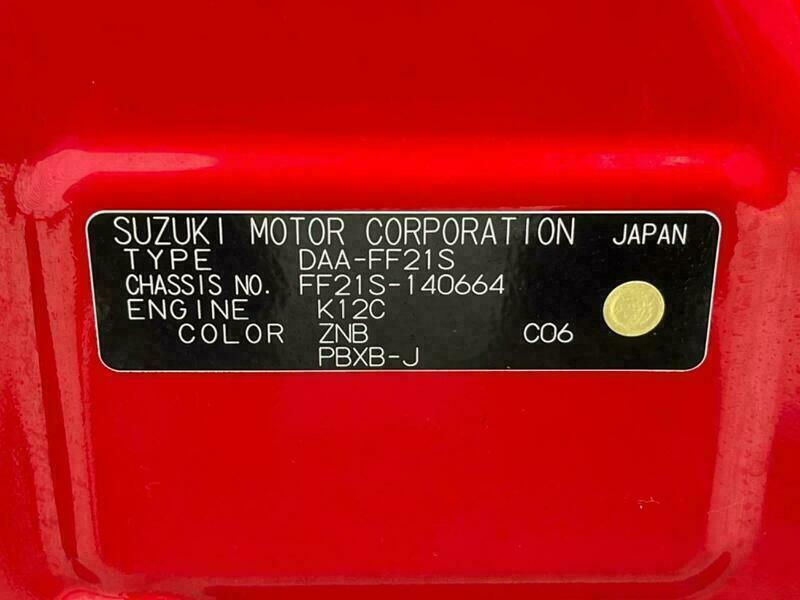 SUZUKI MOTOR CORPORATION JAPAN
TYPE DAA-FF21S
CHASSIS NO. FF21S-140664
ENGINE K12C
COLOR ZNB C06
PBXB-J